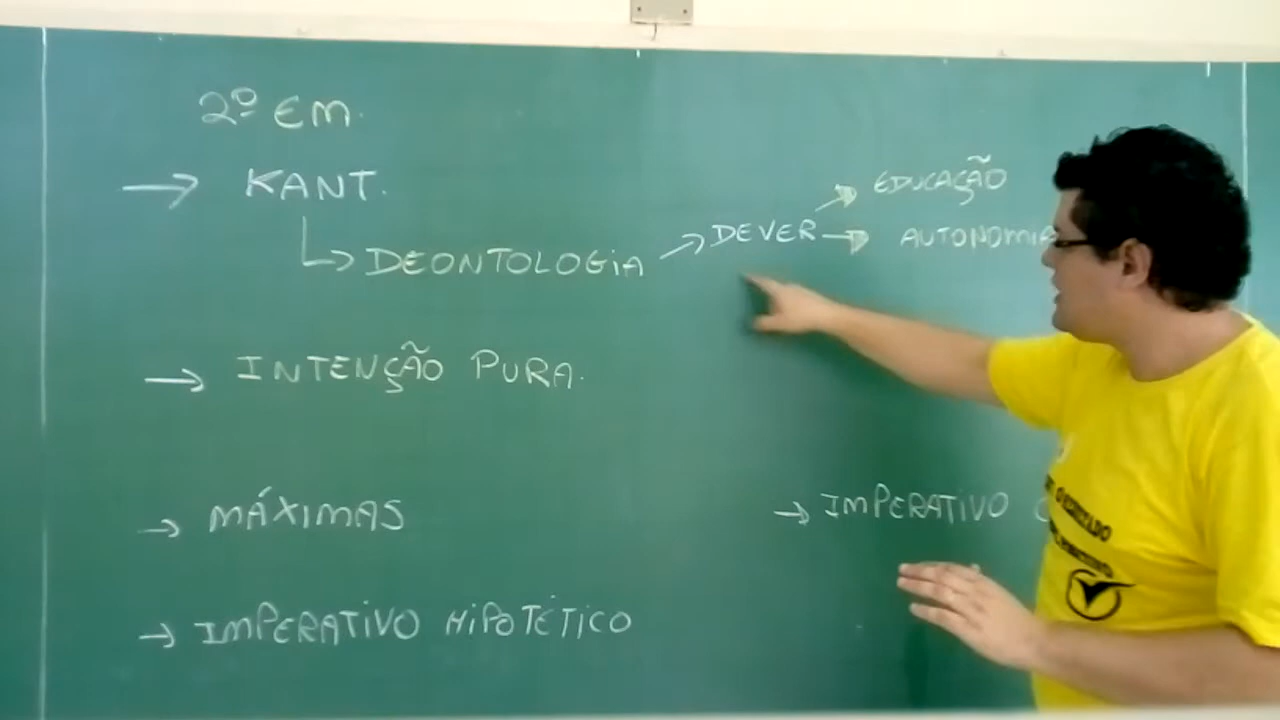 2º EM.
→ KANT.
↳ DEONTOLOGIA → DEVER → EDUCAÇÃO
→ AUTONOMIA
→ INTENÇÃO PURA.
→ MÁXIMAS
→ IMPERATIVO
→ IMPERATIVO HIPOTÉTICO